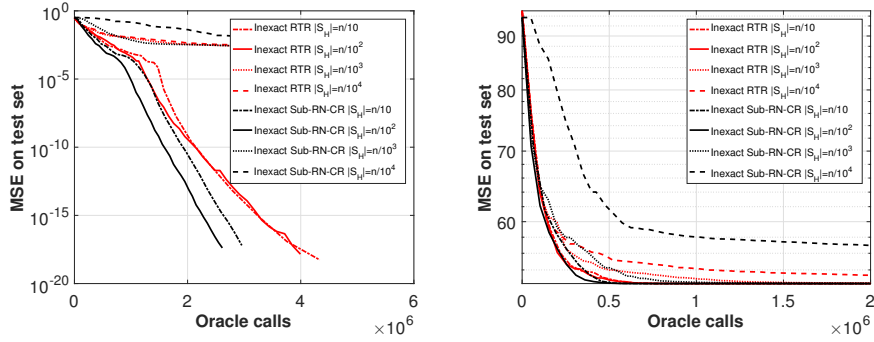 MSE on test set
10^0
10^-5
10^-10
10^-15
10^-20
0
2
4
6
Oracle calls
×10^6
Inexact RTR |S_H|=n/10
Inexact RTR |S_H|=n/10^2
Inexact RTR |S_H|=n/10^3
Inexact RTR |S_H|=n/10^4
Inexact Sub-RN-CR |S_H|=n/10
Inexact Sub-RN-CR |S_H|=n/10^2
Inexact Sub-RN-CR |S_H|=n/10^3
Inexact Sub-RN-CR |S_H|=n/10^4
MSE on test set
90
80
70
60
0
0.5
1
1.5
2
Oracle calls
×10^6
Inexact RTR |S_H|=n/10
Inexact RTR |S_H|=n/10^2
Inexact RTR |S_H|=n/10^3
Inexact RTR |S_H|=n/10^4
Inexact Sub-RN-CR |S_H|=n/10
Inexact Sub-RN-CR |S_H|=n/10^2
Inexact Sub-RN-CR |S_H|=n/10^3
Inexact Sub-RN-CR |S_H|=n/10^4